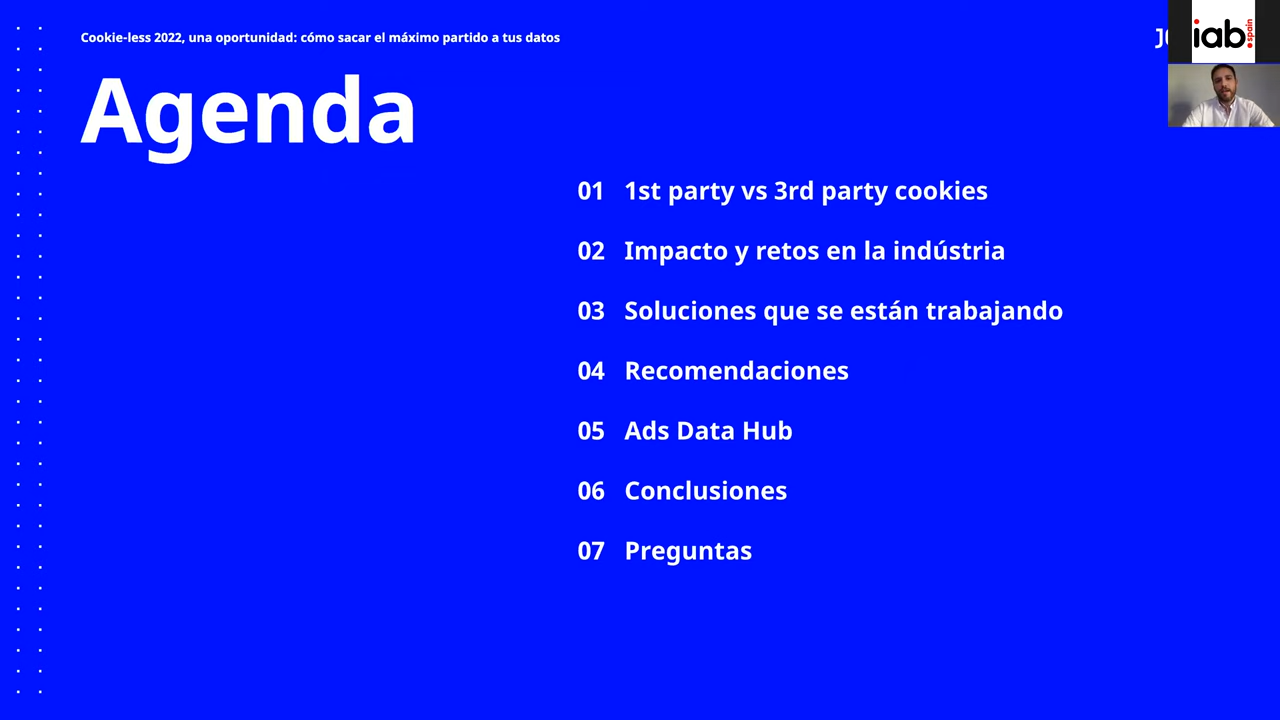 Cookie-less 2022, una oportunidad: cómo sacar el máximo partido a tus datos
iab
spain
Agenda
01 1st party vs 3rd party cookies
02 Impacto y retos en la indústria
03 Soluciones que se están trabajando
04 Recomendaciones
05 Ads Data Hub
06 Conclusiones
07 Preguntas